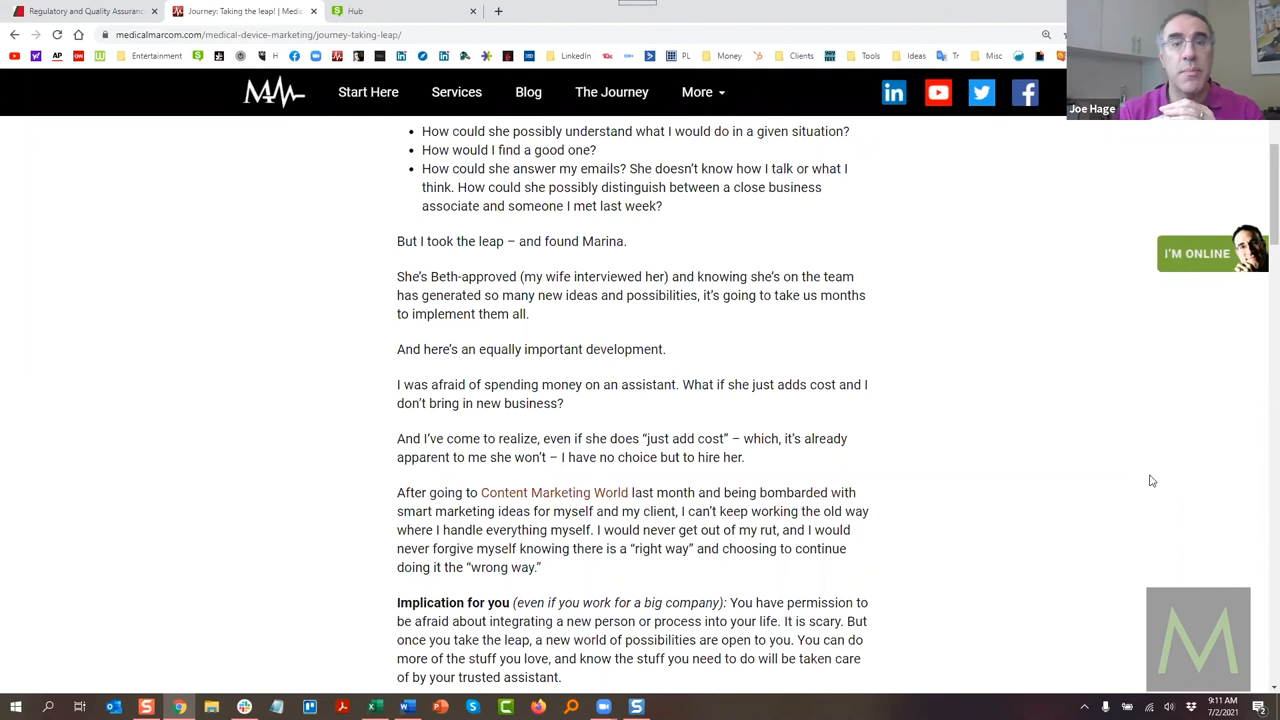 Regulatory and Quality Assuranc
Journey: Taking the leap! | Medic
Hub
medicalmarcom.com/medical-device-marketing/journey-taking-leap/
Entertainment
LinkedIn
PL
Money
Clients
Tools
Ideas
Tr
Misc
Start Here
Services
Blog
The Journey
More
Joe Hage
• How could she possibly understand what I would do in a given situation?
• How would I find a good one?
• How could she answer my emails? She doesn't know how I talk or what I
think. How could she possibly distinguish between a close business
associate and someone I met last week?
But I took the leap – and found Marina.
I'M ONLINE
She's Beth-approved (my wife interviewed her) and knowing she's on the team
has generated so many new ideas and possibilities, it's going to take us months
to implement them all.
And here's an equally important development.
I was afraid of spending money on an assistant. What if she just adds cost and I
don't bring in new business?
And I've come to realize, even if she does “just add cost” – which, it's already
apparent to me she won't – I have no choice but to hire her.
After going to Content Marketing World last month and being bombarded with
smart marketing ideas for myself and my client, I can't keep working the old way
where I handle everything myself. I would never get out of my rut, and I would
never forgive myself knowing there is a “right way” and choosing to continue
doing it the “wrong way.”
Implication for you (even if you work for a big company): You have permission to
be afraid about integrating a new person or process into your life. It is scary. But
once you take the leap, a new world of possibilities are open to you. You can do
more of the stuff you love, and know the stuff you need to do will be taken care
of by your trusted assistant.
M
9:11 AM
7/2/2021